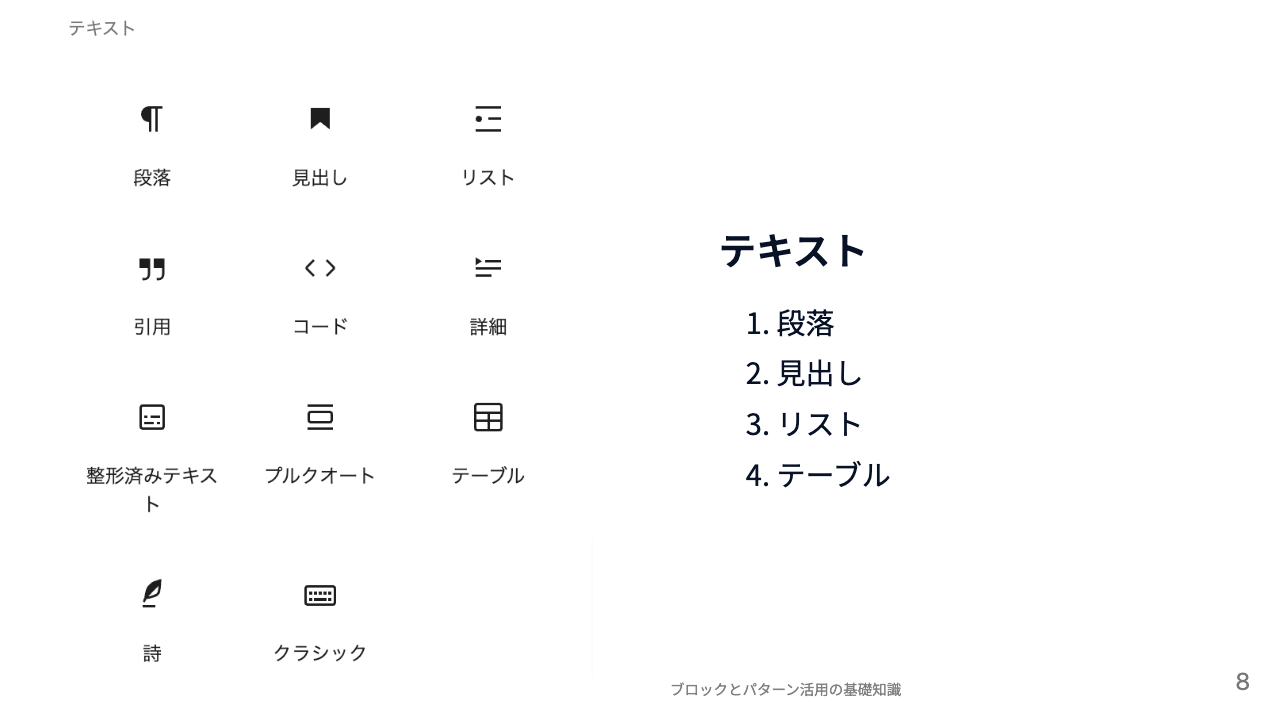 テキスト
段落
見出し
リスト
引用
コード
詳細
整形済みテキス
ト
プルクオート
テーブル
詩
クラシック
テキスト
1. 段落
2. 見出し
3. リスト
4. テーブル
ブロックとパターン活用の基礎知識
8